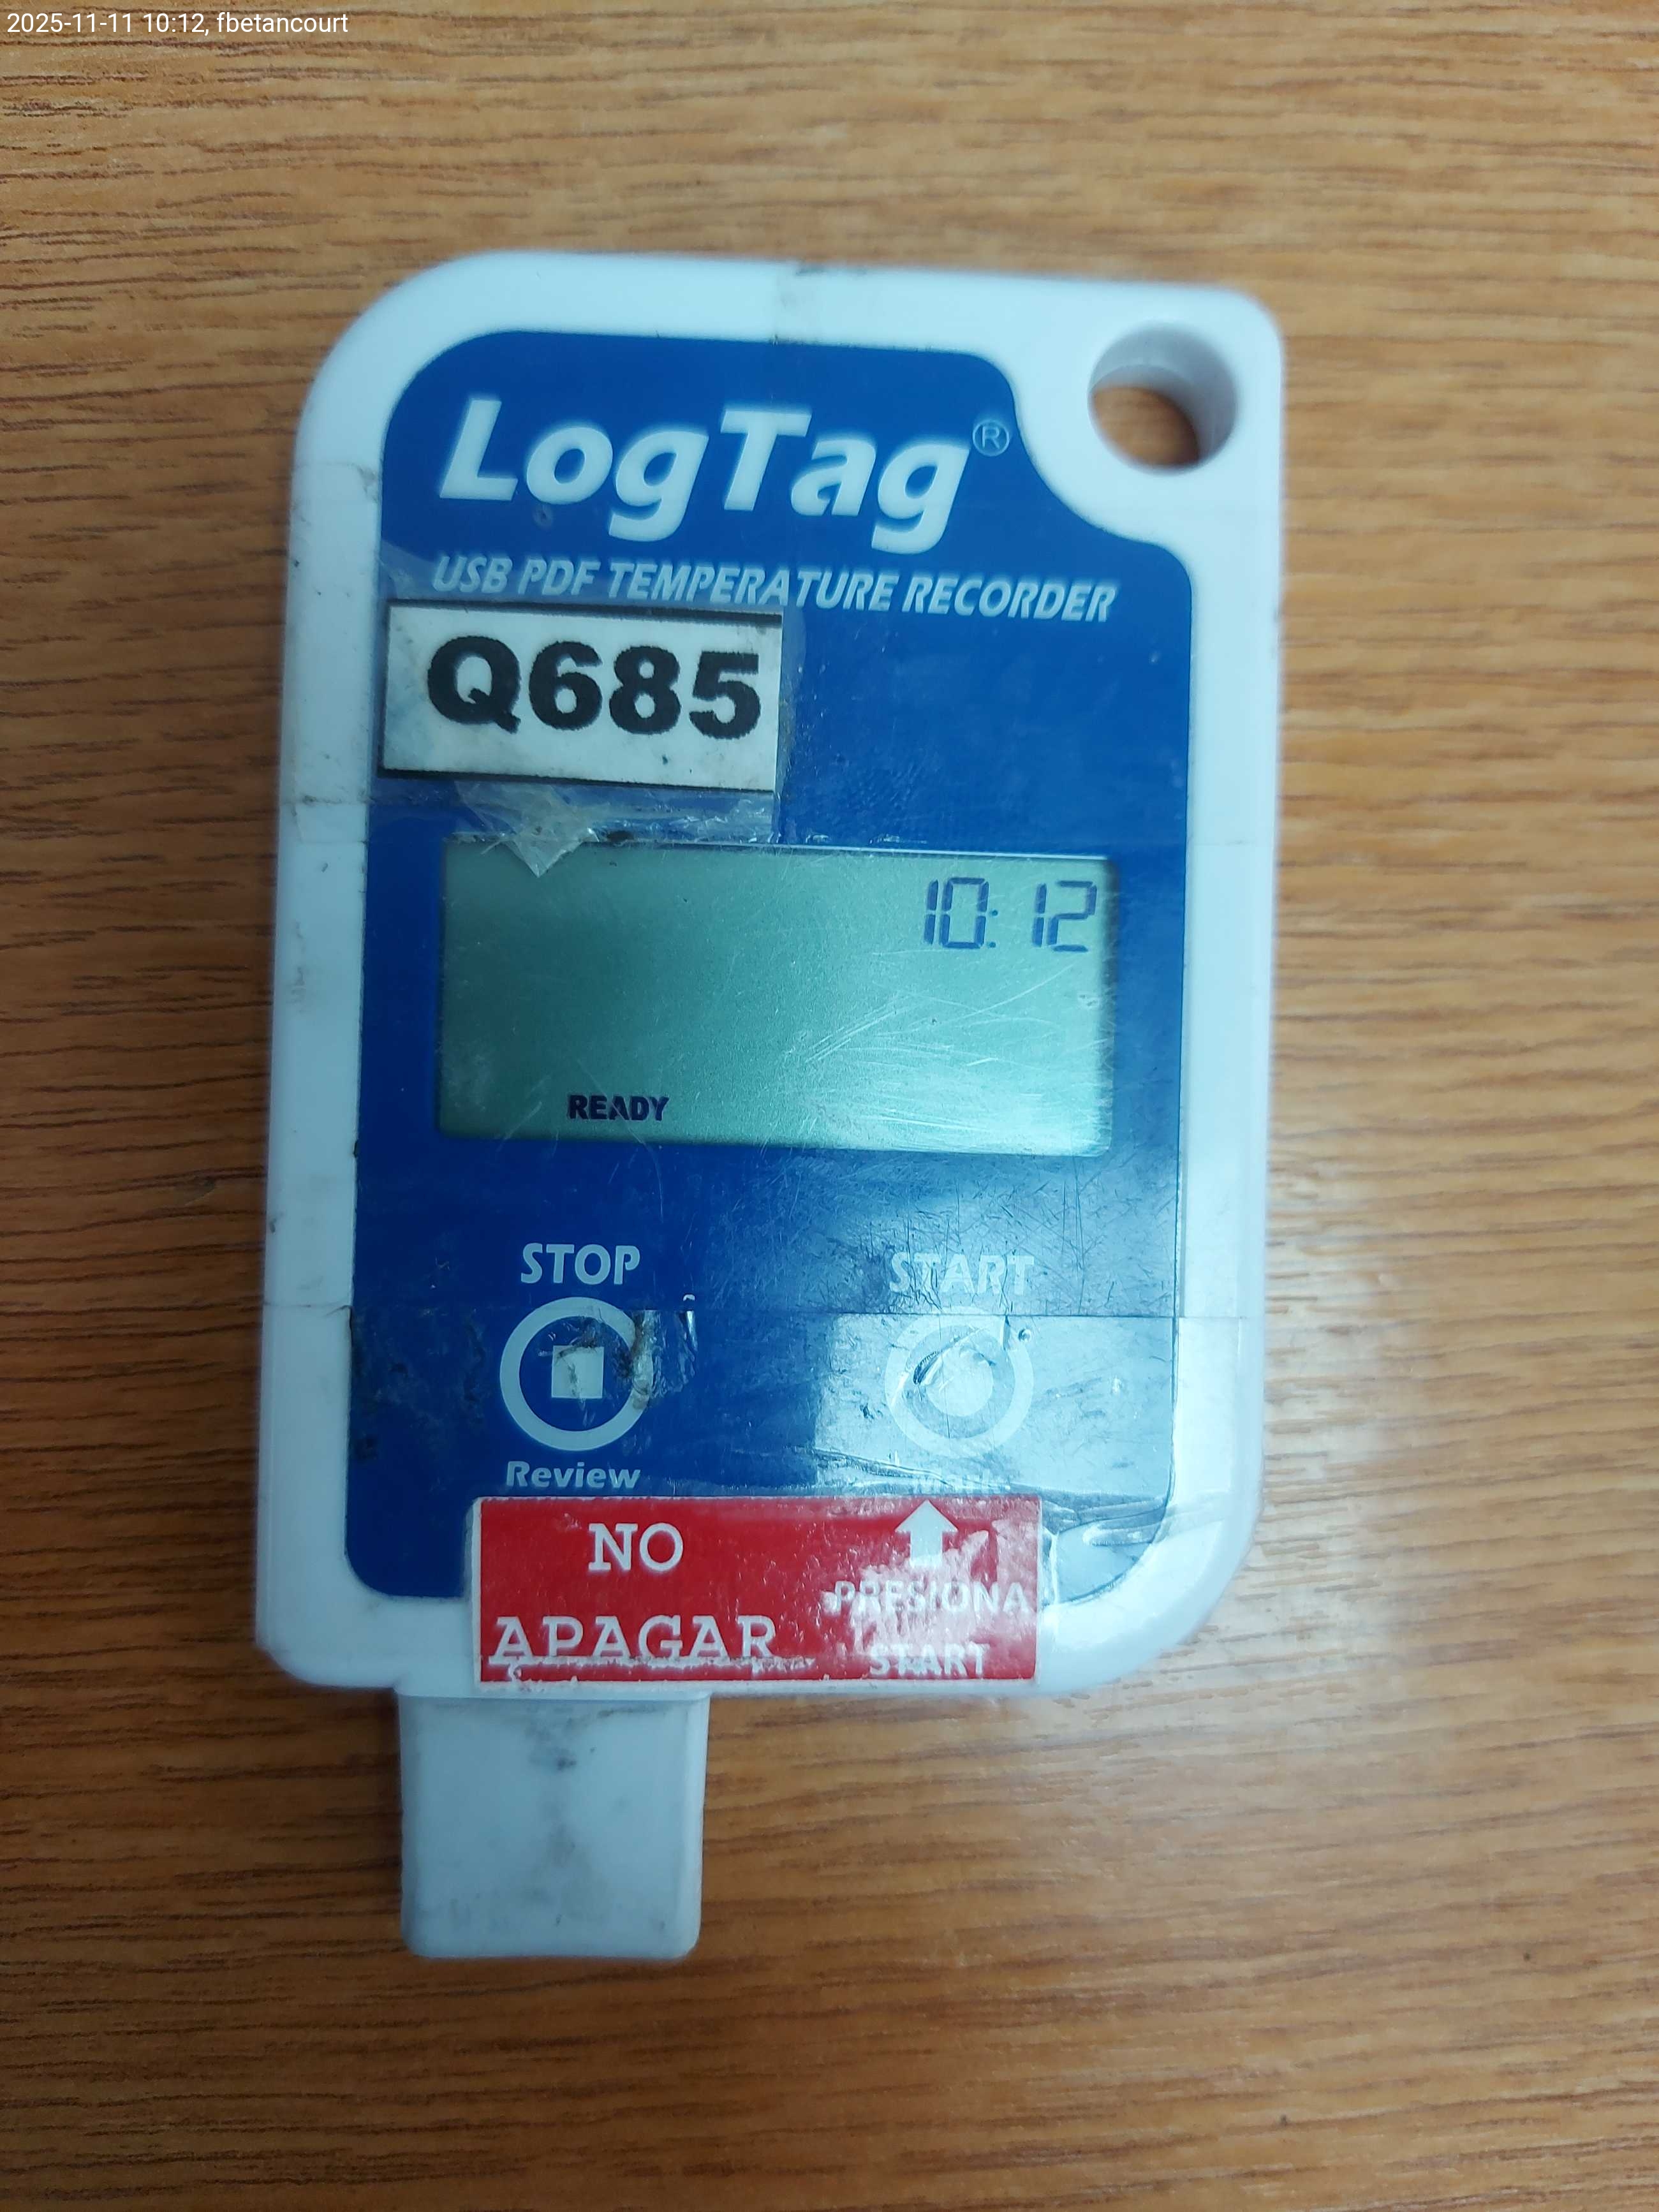 2025-11-11 10:12, fbetancourt
LogTag®
USB PDF TEMPERATURE RECORDER
Q685
10:12
READY
STOP
START
Review
Mark
NO
APAGAR
PRESIONA
START